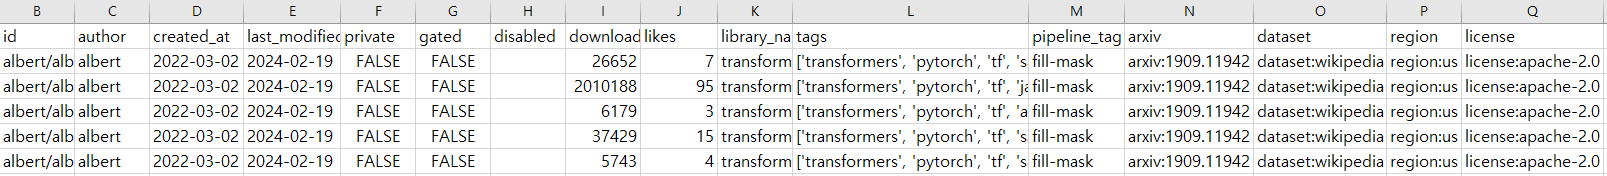 B C D E F G H I J K L M N O P Q
id author created_at last_modified private gated disabled download likes library_na tags pipeline_tag arxiv dataset region license
albert/alb albert 2022-03-02 2024-02-19 FALSE FALSE 26652 7 transform ['transformers', 'pytorch', 'tf', 's fill-mask arxiv:1909.11942 dataset:wikipedia region:us license:apache-2.0
albert/alb albert 2022-03-02 2024-02-19 FALSE FALSE 2010188 95 transform ['transformers', 'pytorch', 'tf', 'ja fill-mask arxiv:1909.11942 dataset:wikipedia region:us license:apache-2.0
albert/alb albert 2022-03-02 2024-02-19 FALSE FALSE 6179 3 transform ['transformers', 'pytorch', 'tf', 'a fill-mask arxiv:1909.11942 dataset:wikipedia region:us license:apache-2.0
albert/alb albert 2022-03-02 2024-02-19 FALSE FALSE 37429 15 transform ['transformers', 'pytorch', 'tf', 's fill-mask arxiv:1909.11942 dataset:wikipedia region:us license:apache-2.0
albert/alb albert 2022-03-02 2024-02-19 FALSE FALSE 5743 4 transform ['transformers', 'pytorch', 'tf', 's fill-mask arxiv:1909.11942 dataset:wikipedia region:us license:apache-2.0